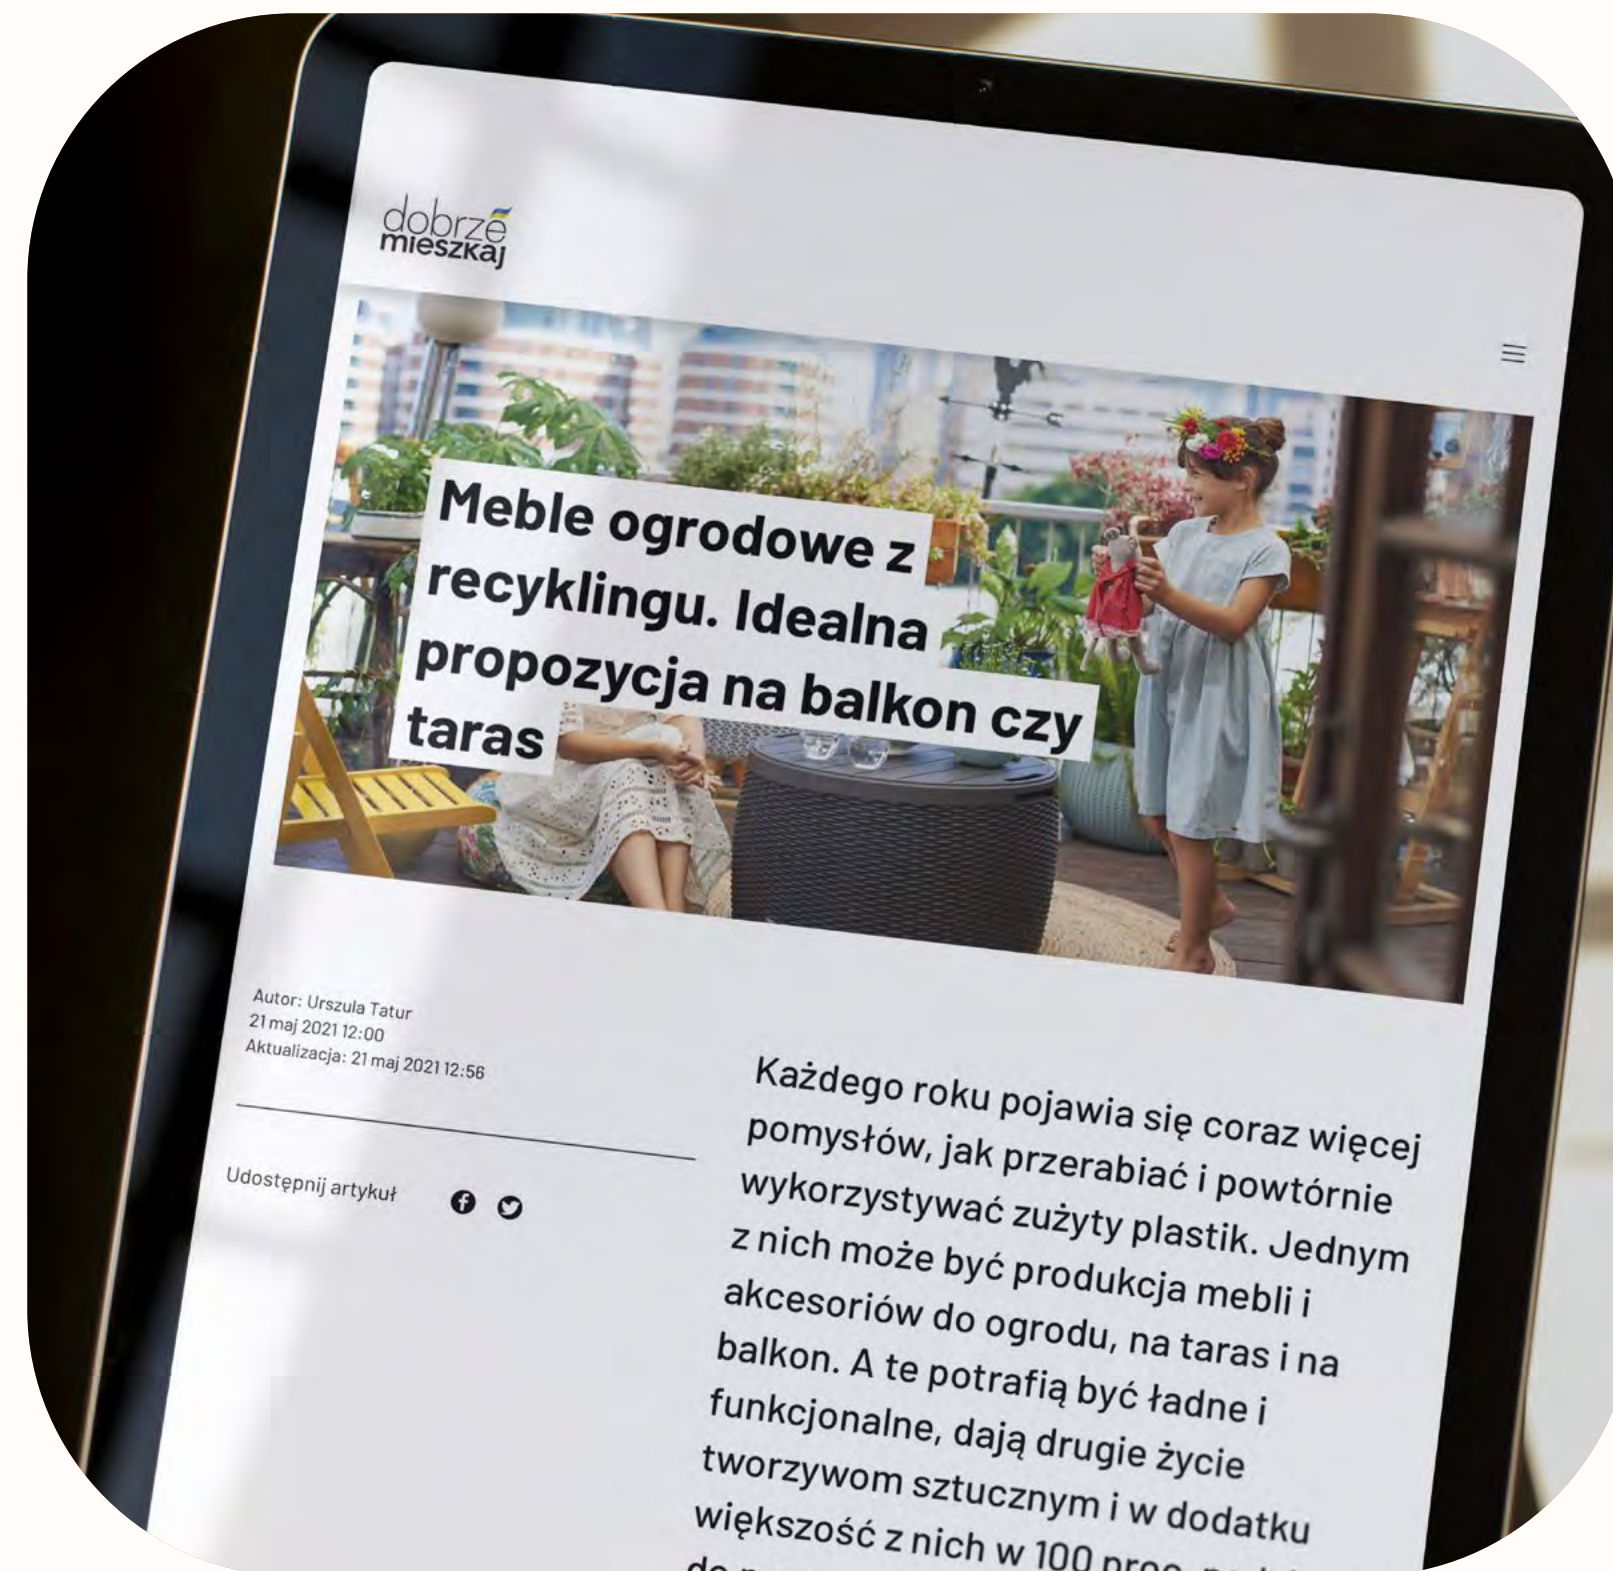 dobrze
mieszkaj
Meble ogrodowe z
recyklingu. Idealna
propozycja na balkon czy
taras
Autor: Urszula Tatur
21 maj 2021 12:00
Aktualizacja: 21 maj 2021 12:56
Udostępnij artykuł
Każdego roku pojawia się coraz więcej
pomysłów, jak przerabiać i powtórnie
wykorzystywać zużyty plastik. Jednym
z nich może być produkcja mebli i
akcesoriów do ogrodu, na taras i na
balkon. A te potrafią być ładne i
funkcjonalne, dają drugie życie
tworzywom sztucznym i w dodatku
większość z nich w 100 proc.